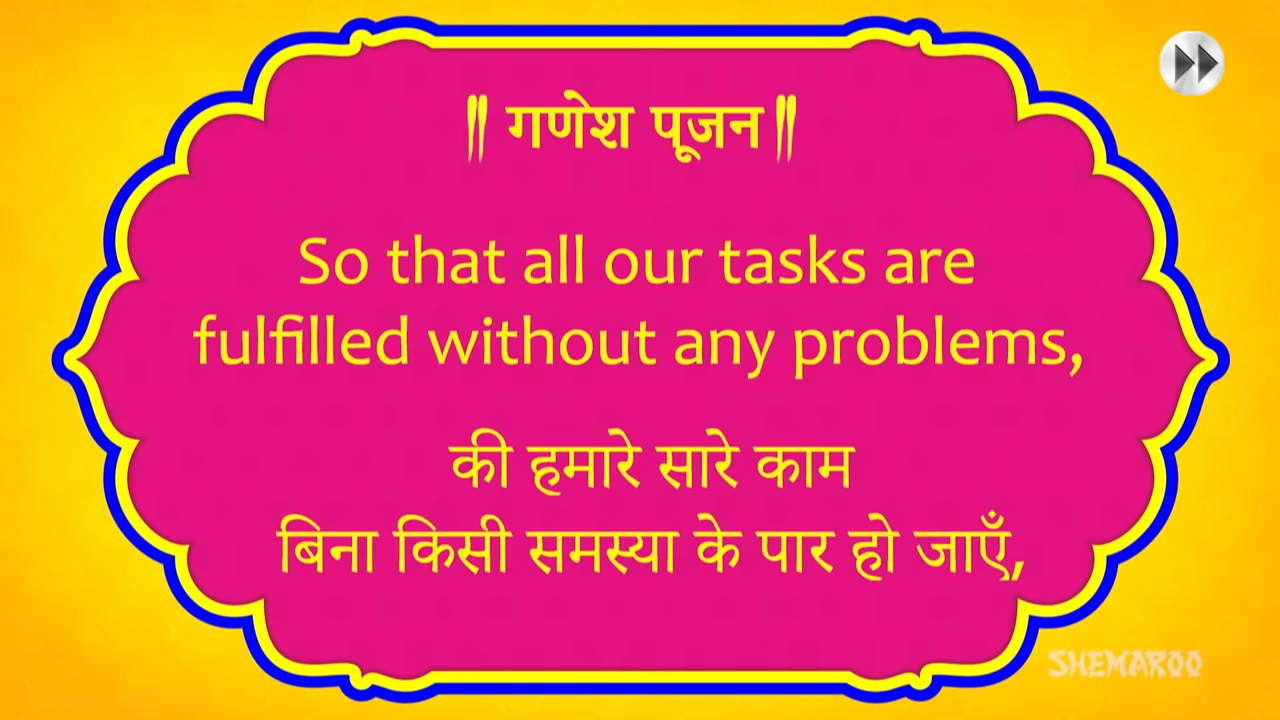 ॥ गणेश पूजन ॥
So that all our tasks are
fulfilled without any problems,
की हमारे सारे काम
बिना किसी समस्या के पार हो जाएँ,
SHEMAROO